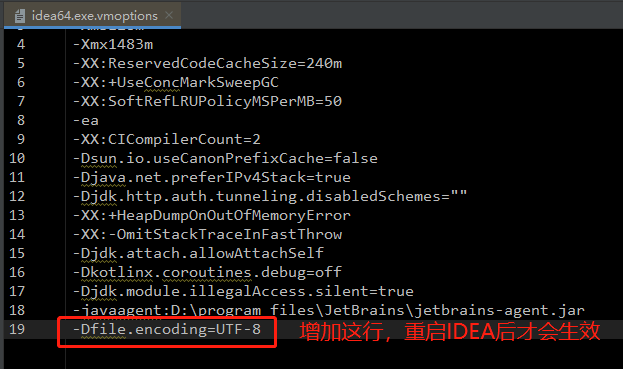 idea64.exe.vmoptions
4 -Xmx1483m
5 -XX:ReservedCodeCacheSize=240m
6 -XX:+UseConcMarkSweepGC
7 -XX:SoftRefLRUPolicyMSPerMB=50
8 -ea
9 -XX:CICompilerCount=2
10 -Dsun.io.useCanonPrefixCache=false
11 -Djava.net.preferIPv4Stack=true
12 -Djdk.http.auth.tunneling.disabledSchemes=""
13 -XX:+HeapDumpOnOutOfMemoryError
14 -XX:-OmitStackTraceInFastThrow
15 -Djdk.attach.allowAttachSelf
16 -Dkotlinx.coroutines.debug=off
17 -Djdk.module.illegalAccess.silent=true
18 -javaagent:D:\program files\JetBrains\jetbrains-agent.jar
19 -Dfile.encoding=UTF-8 增加这行，重启IDEA后才会生效